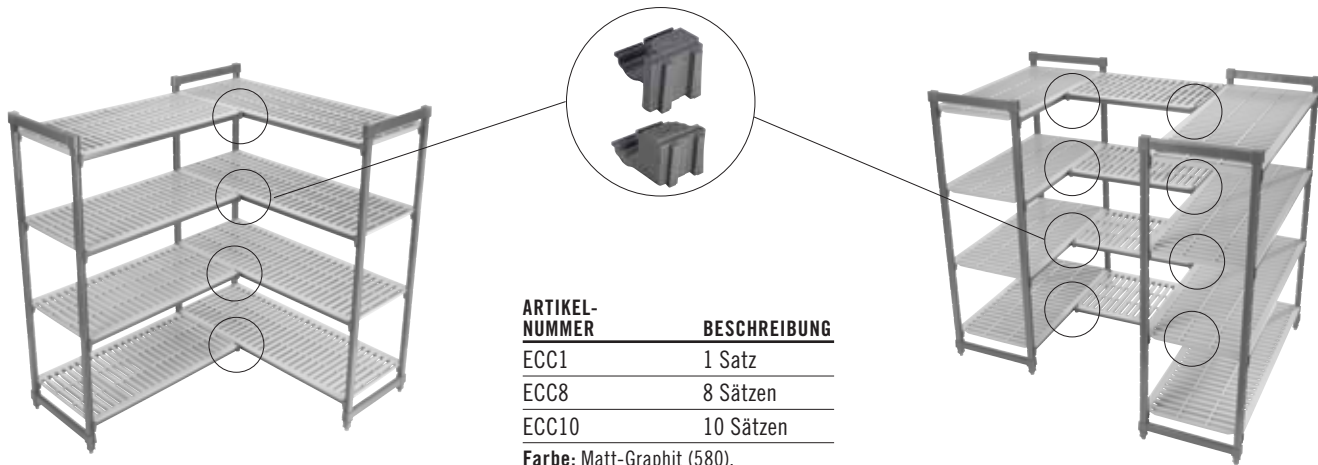 ARTIKEL-
NUMMER BESCHREIBUNG
ECC1 1 Satz
ECC8 8 Sätzen
ECC10 10 Sätzen
Farbe: Matt-Graphit (580).